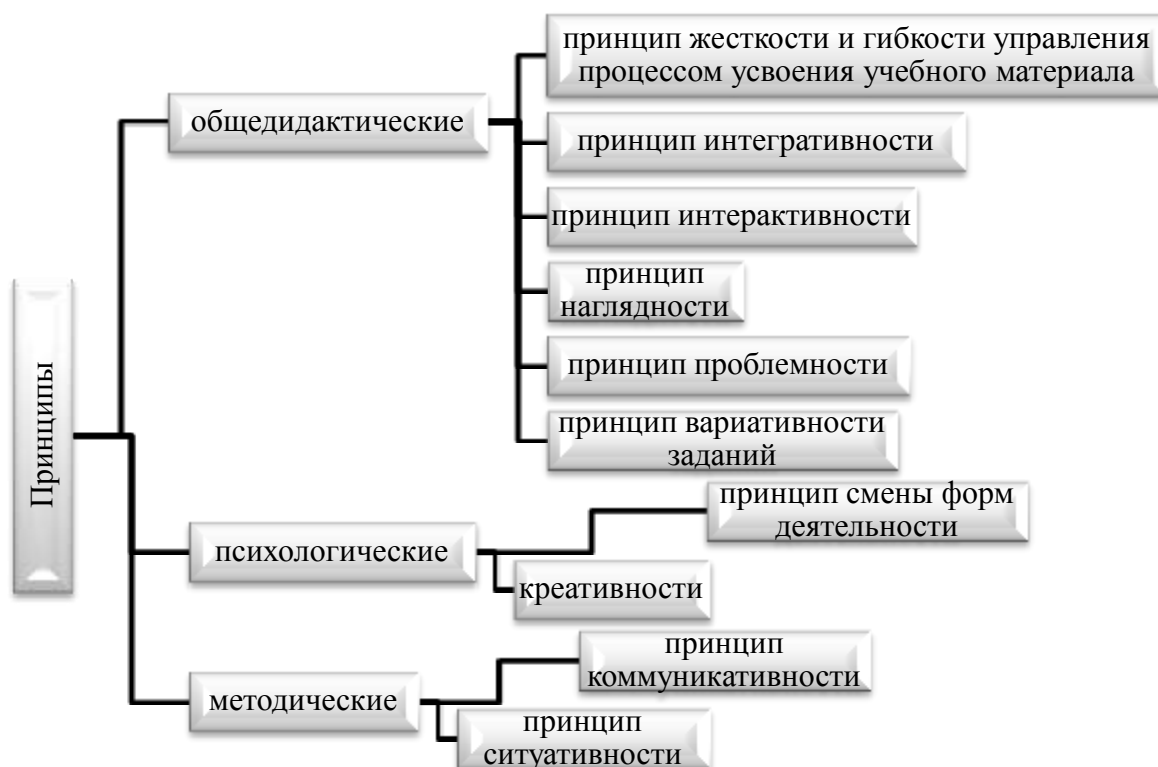 Принципы
общедидактические
принцип жесткости и гибкости управления
процессом усвоения учебного материала
принцип интегративности
принцип интерактивности
принцип
наглядности
принцип проблемности
принцип вариативности
заданий
психологические
принцип смены форм
деятельности
креативности
методические
принцип
коммуникативности
принцип
ситуативности